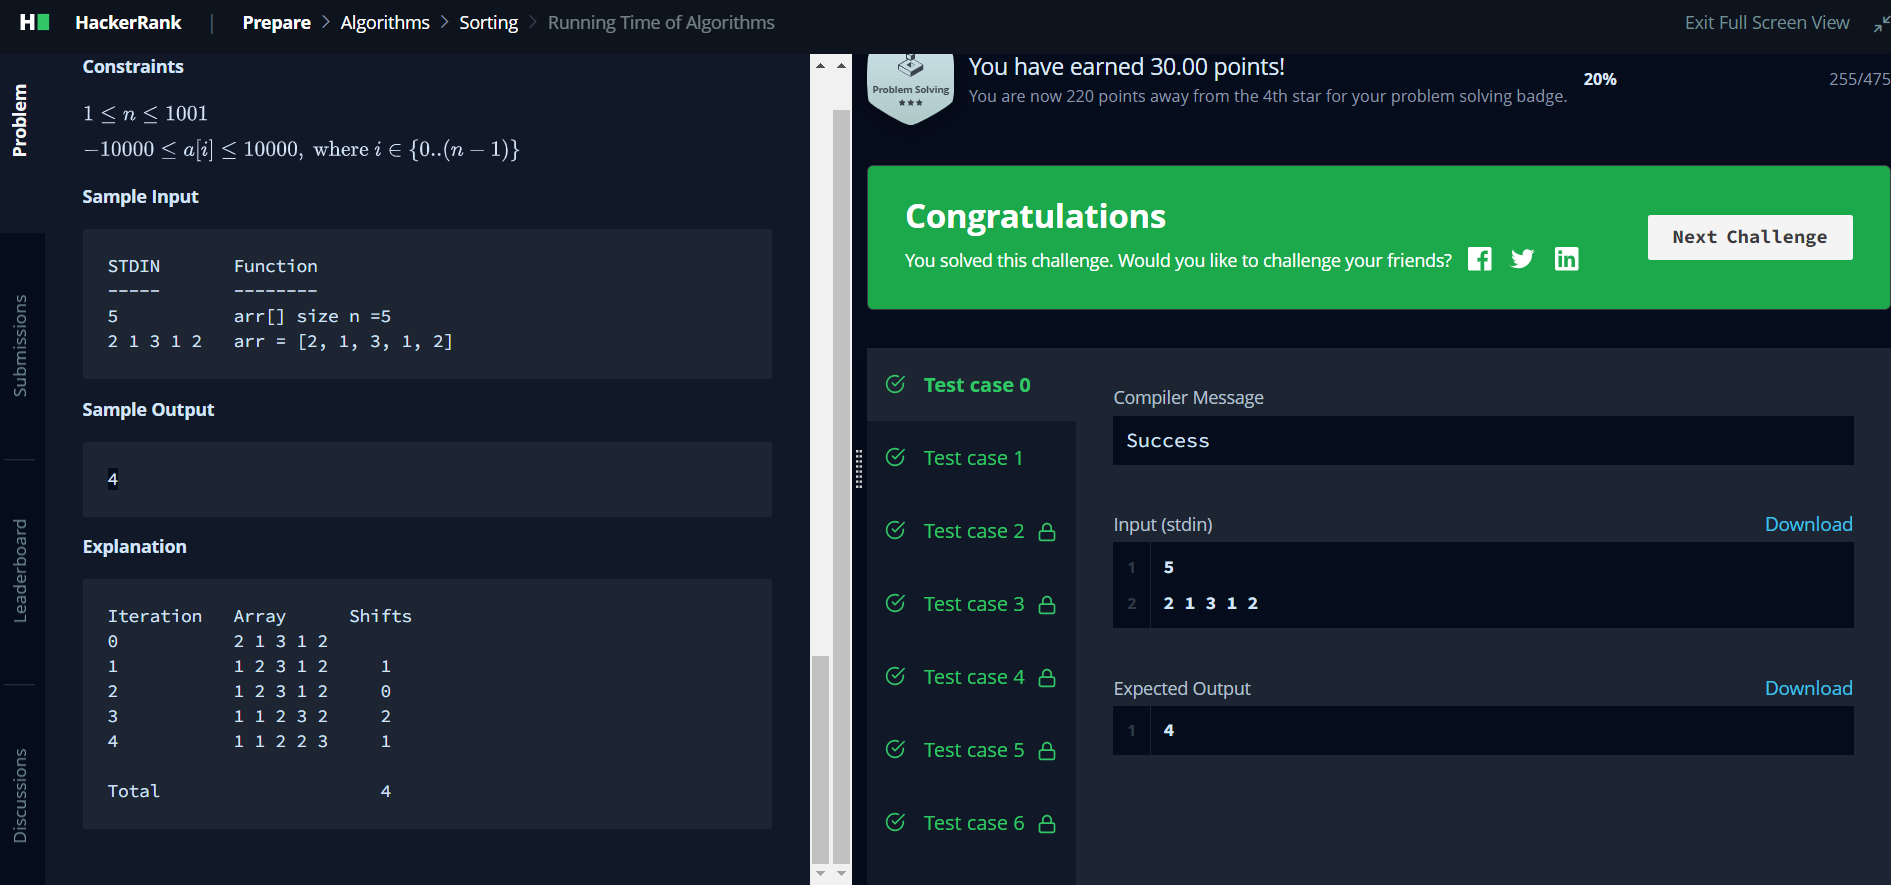 HackerRank | Prepare > Algorithms > Sorting > Running Time of Algorithms
Exit Full Screen View
Problem
Submissions
Leaderboard
Discussions
Constraints
1 ≤ n ≤ 1001
−10000 ≤ a[i] ≤ 10000, where i ∈ {0..(n − 1)}
Sample Input
STDIN Function
----- --------
5 arr[] size n =5
2 1 3 1 2 arr = [2, 1, 3, 1, 2]
Sample Output
4
Explanation
Iteration Array Shifts
0 2 1 3 1 2
1 1 2 3 1 2 1
2 1 2 3 1 2 0
3 1 1 2 3 2 2
4 1 1 2 2 3 1
Total 4
Problem Solving
You have earned 30.00 points!
You are now 220 points away from the 4th star for your problem solving badge.
20%
255/475
Congratulations
You solved this challenge. Would you like to challenge your friends?
Next Challenge
Test case 0
Test case 1
Test case 2
Test case 3
Test case 4
Test case 5
Test case 6
Compiler Message
Success
Input (stdin)
Download
1 5
2 2 1 3 1 2
Expected Output
Download
1 4